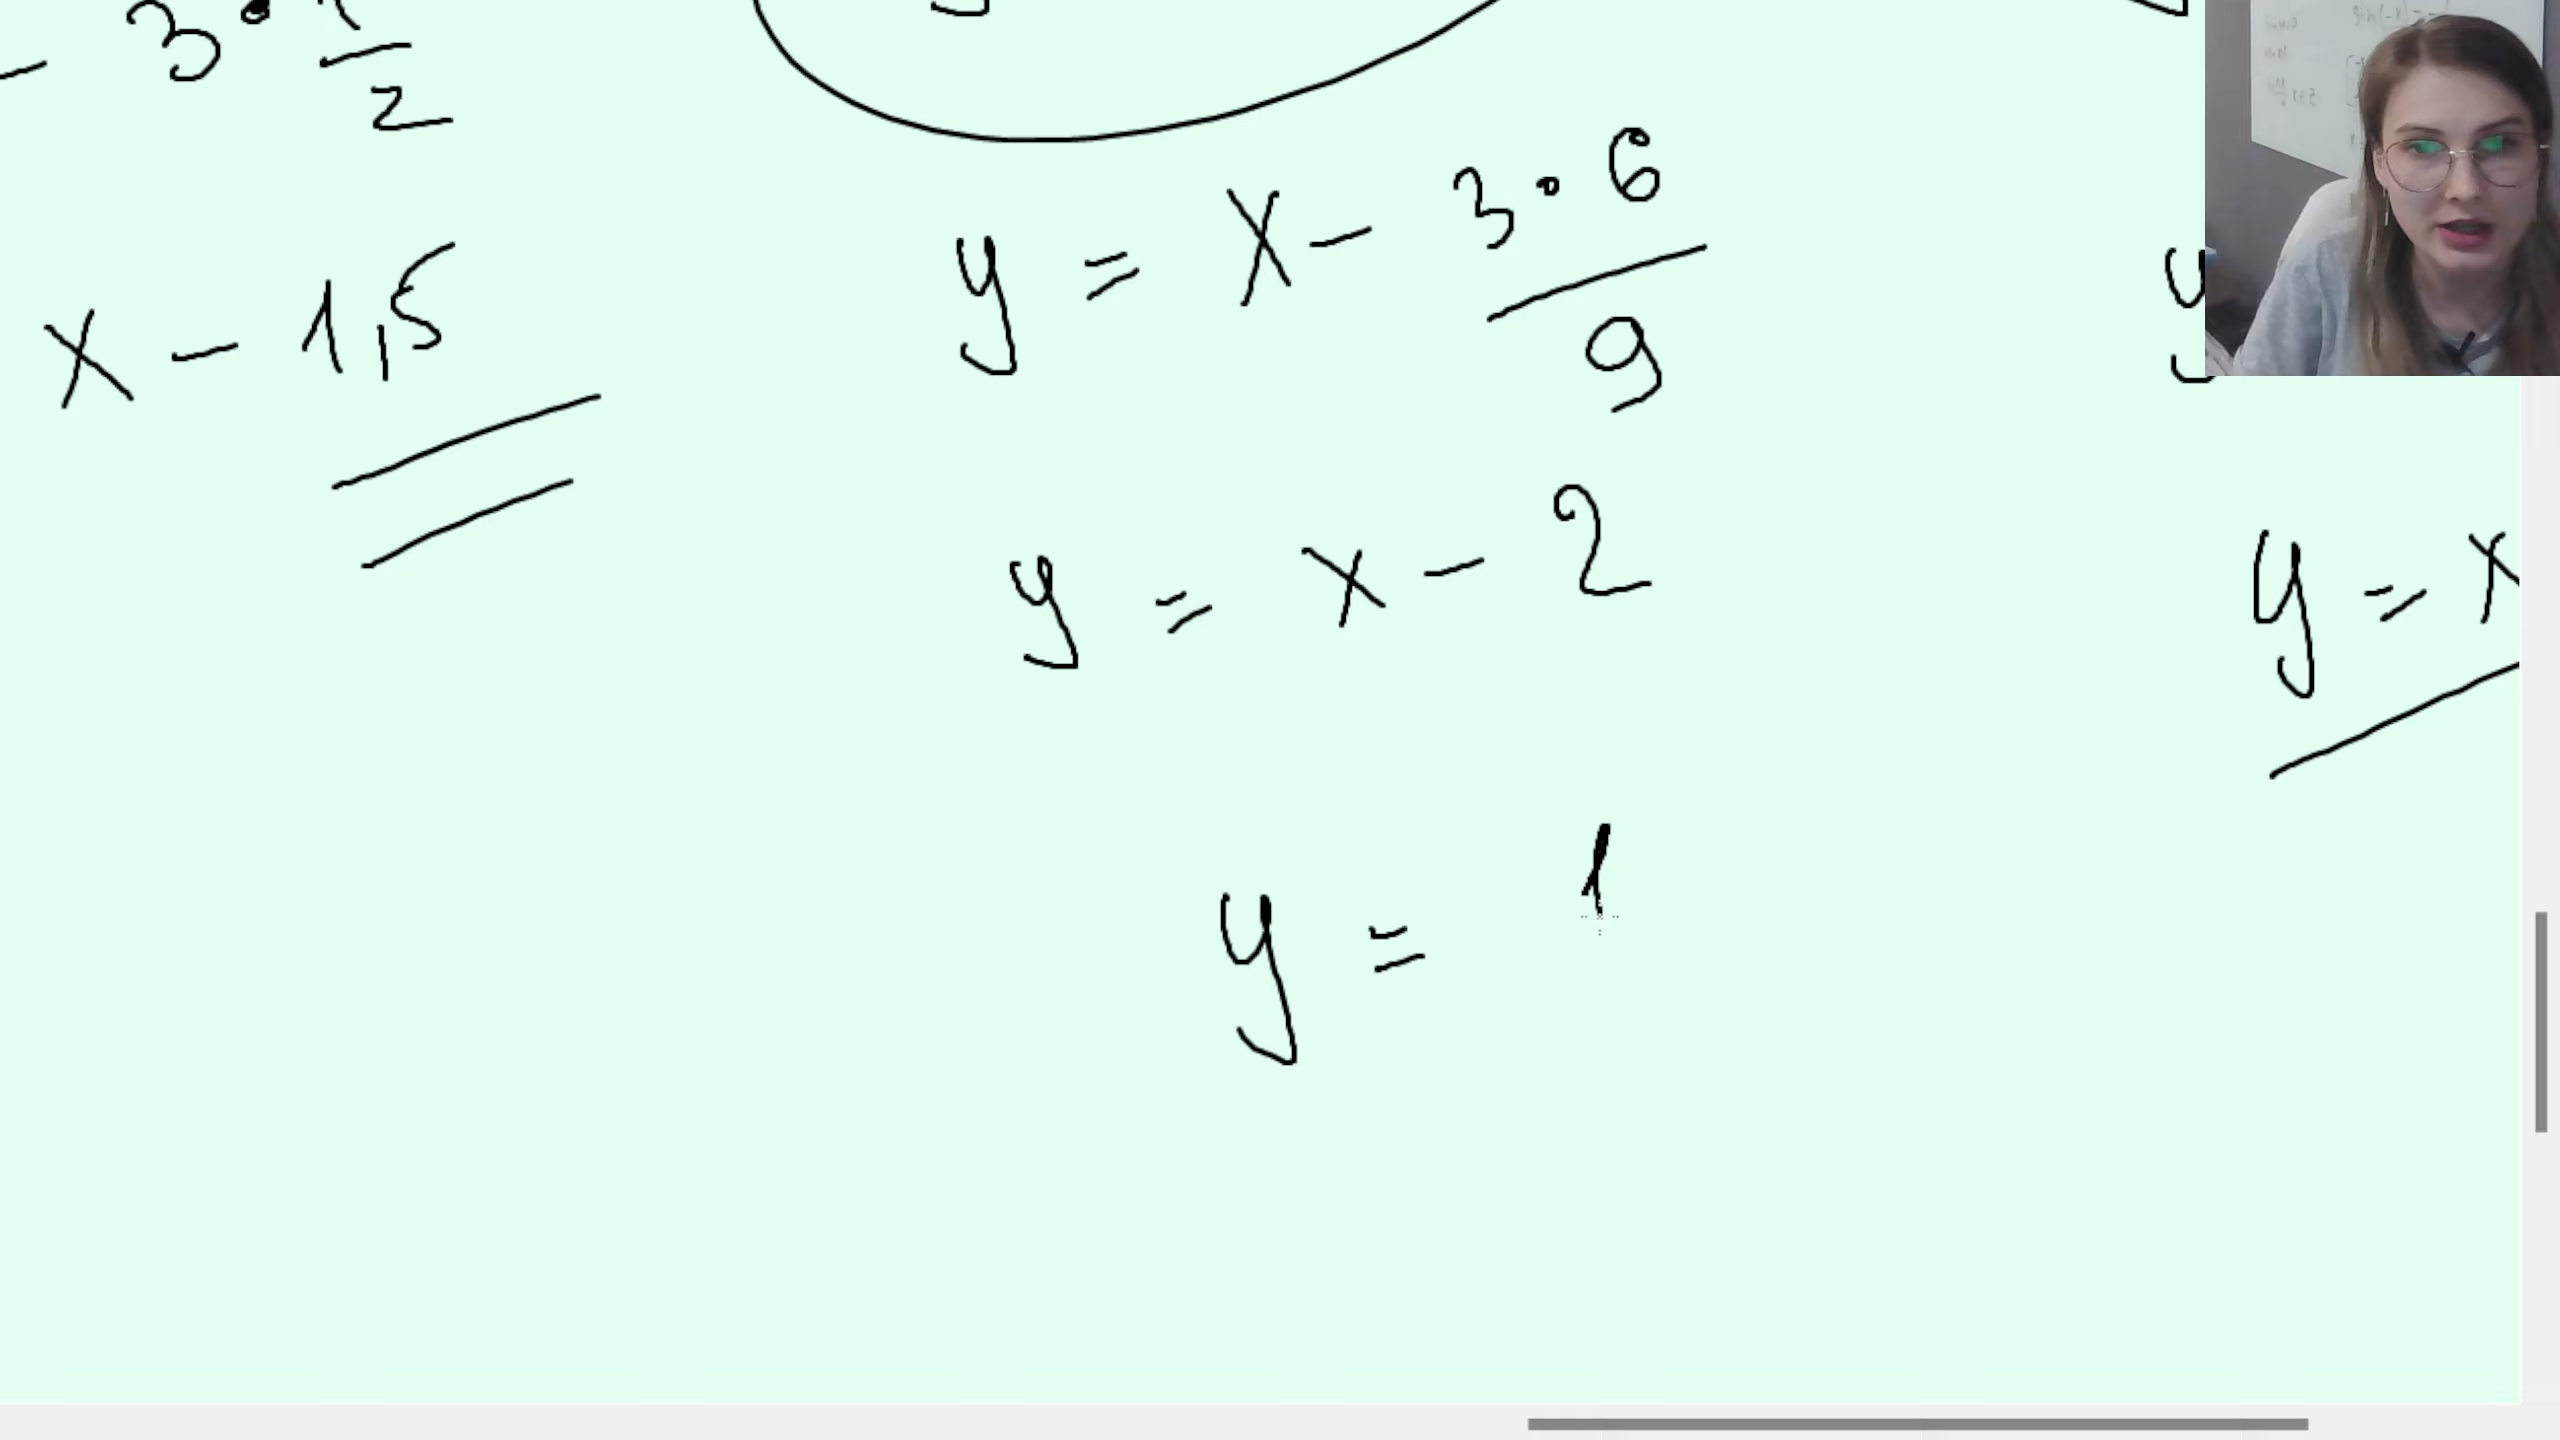 - 3 · 1/2
x - 1,5
y = x - 3·6/9
y = x - 2
y = x
y = 1